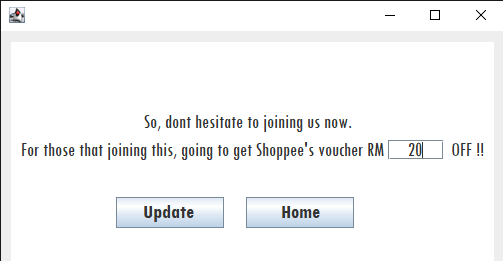 So, dont hesitate to joining us now.
For those that joining this, going to get Shoppee's voucher RM 20 OFF !!
Update Home